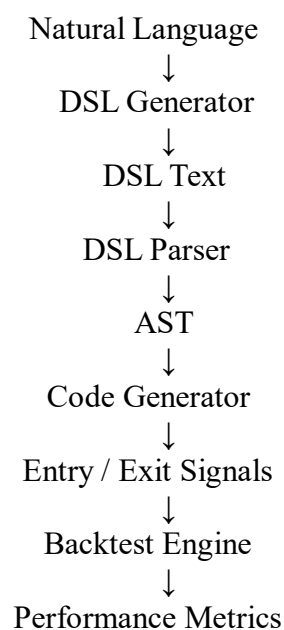 Natural Language
↓
DSL Generator
↓
DSL Text
↓
DSL Parser
↓
AST
↓
Code Generator
↓
Entry / Exit Signals
↓
Backtest Engine
↓
Performance Metrics